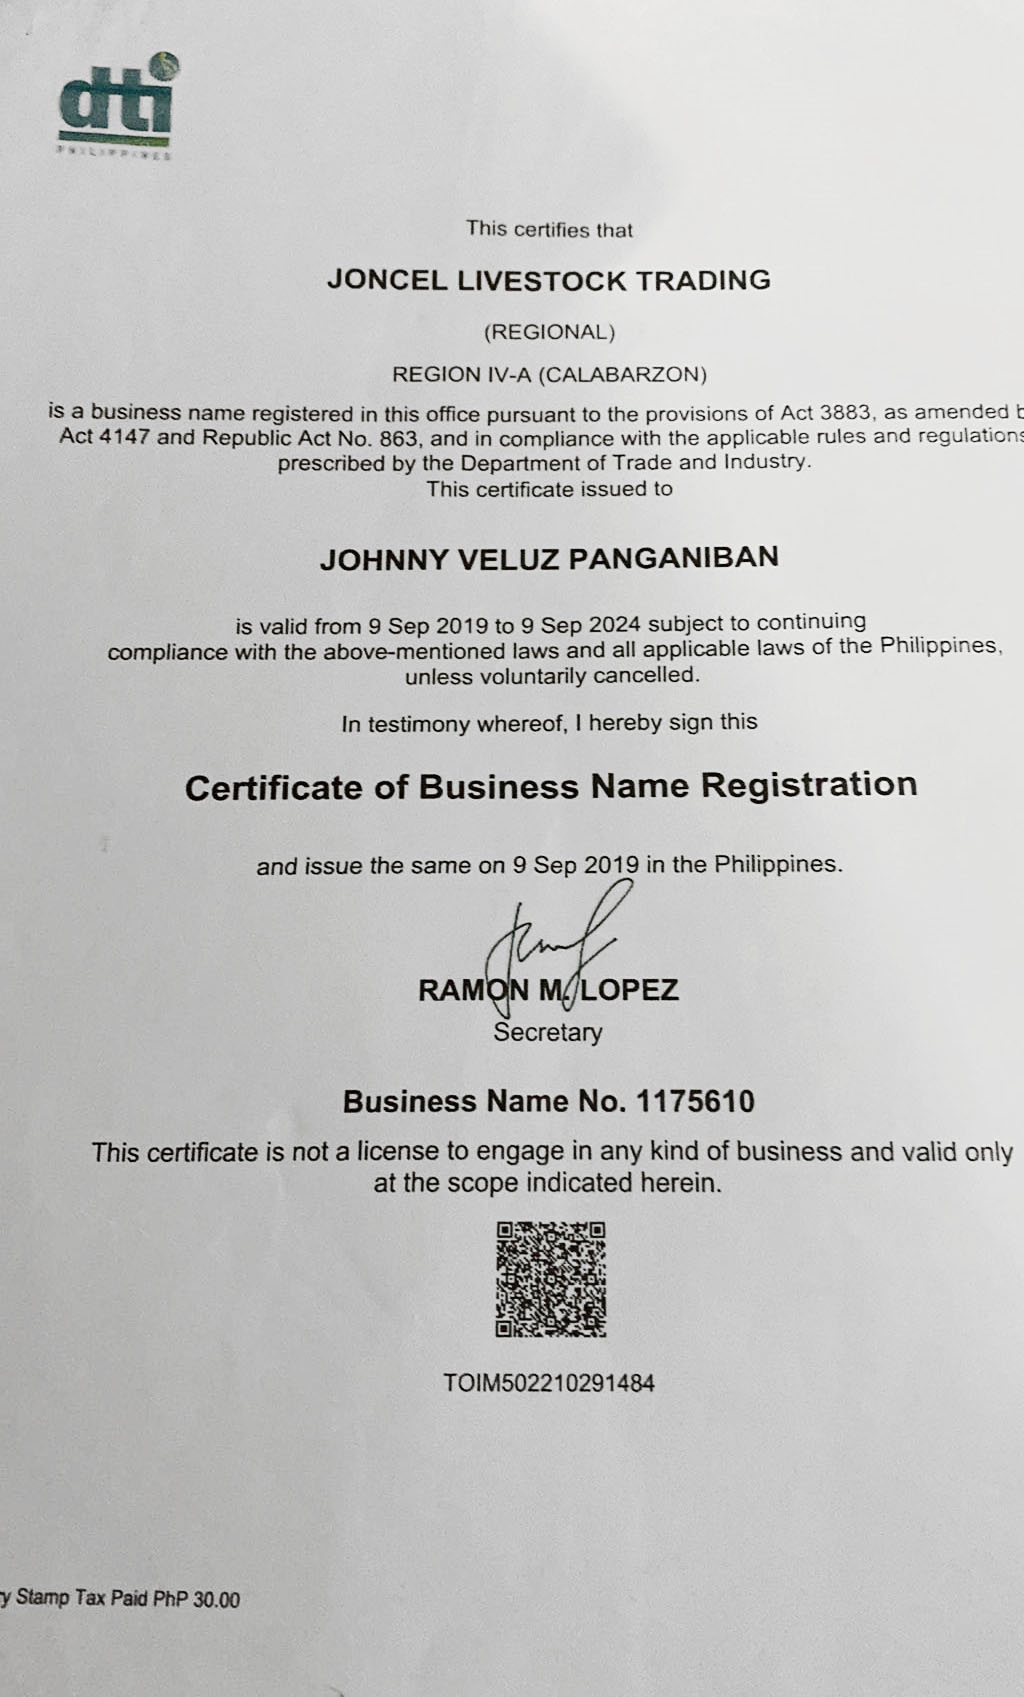 dti
PHILIPPINES
This certifies that
JONCEL LIVESTOCK TRADING
(REGIONAL)
REGION IV-A (CALABARZON)
is a business name registered in this office pursuant to the provisions of Act 3883, as amended
Act 4147 and Republic Act No. 863, and in compliance with the applicable rules and regulations
prescribed by the Department of Trade and Industry.
This certificate issued to
JOHNNY VELUZ PANGANIBAN
is valid from 9 Sep 2019 to 9 Sep 2024 subject to continuing
compliance with the above-mentioned laws and all applicable laws of the Philippines,
unless voluntarily cancelled.
In testimony whereof, I hereby sign this
Certificate of Business Name Registration
and issue the same on 9 Sep 2019 in the Philippines.
RAMON M. LOPEZ
Secretary
Business Name No. 1175610
This certificate is not a license to engage in any kind of business and valid only
at the scope indicated herein.
TOIM502210291484
Stamp Tax Paid PhP 30.00